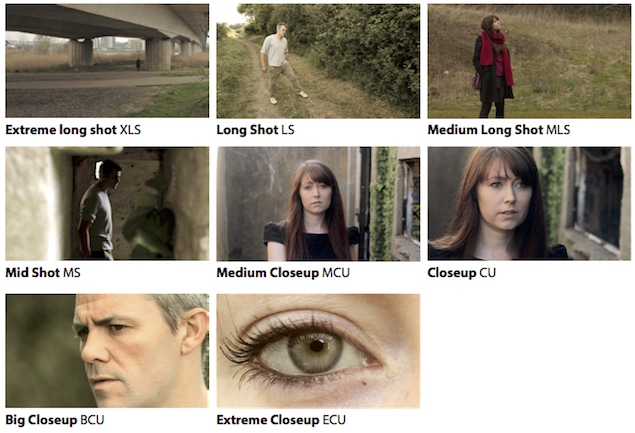 Extreme long shot XLS
Long Shot LS
Medium Long Shot MLS
Mid Shot MS
Medium Closeup MCU
Closeup CU
Big Closeup BCU
Extreme Closeup ECU